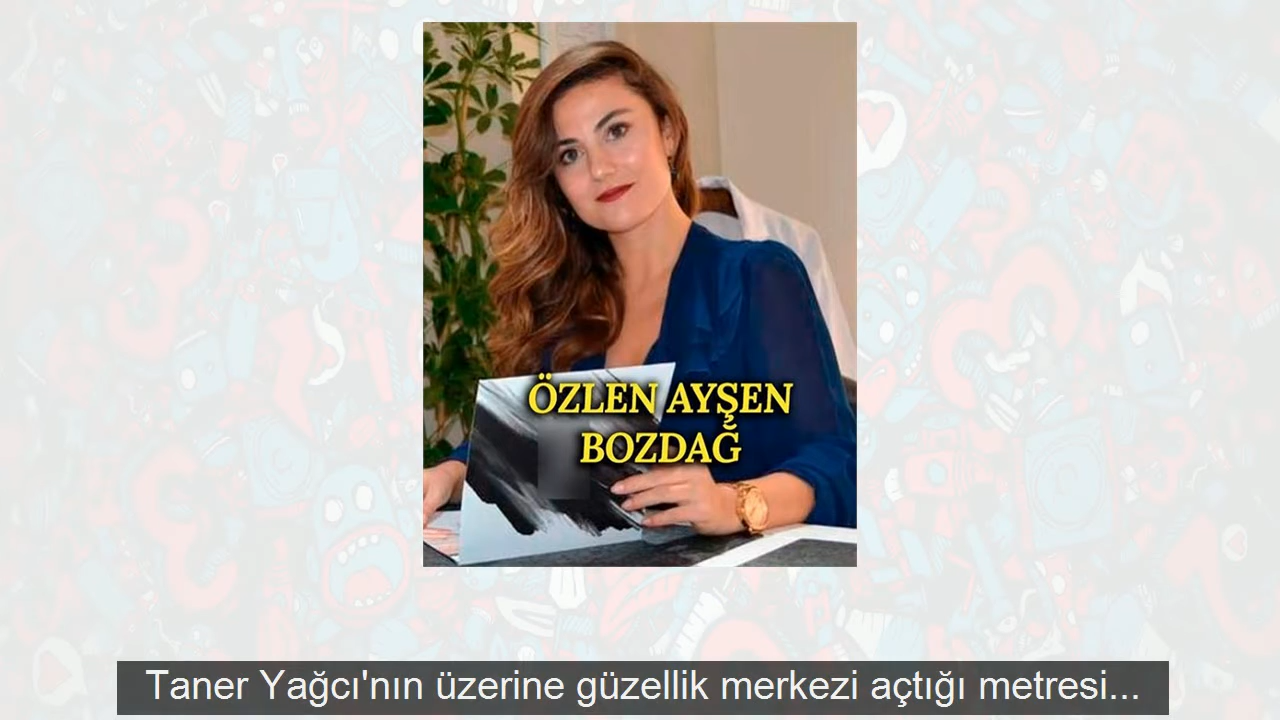 ÖZLEN AYŞEN
BOZDAĞ
Taner Yağcı'nın üzerine güzellik merkezi açtığı metresi...